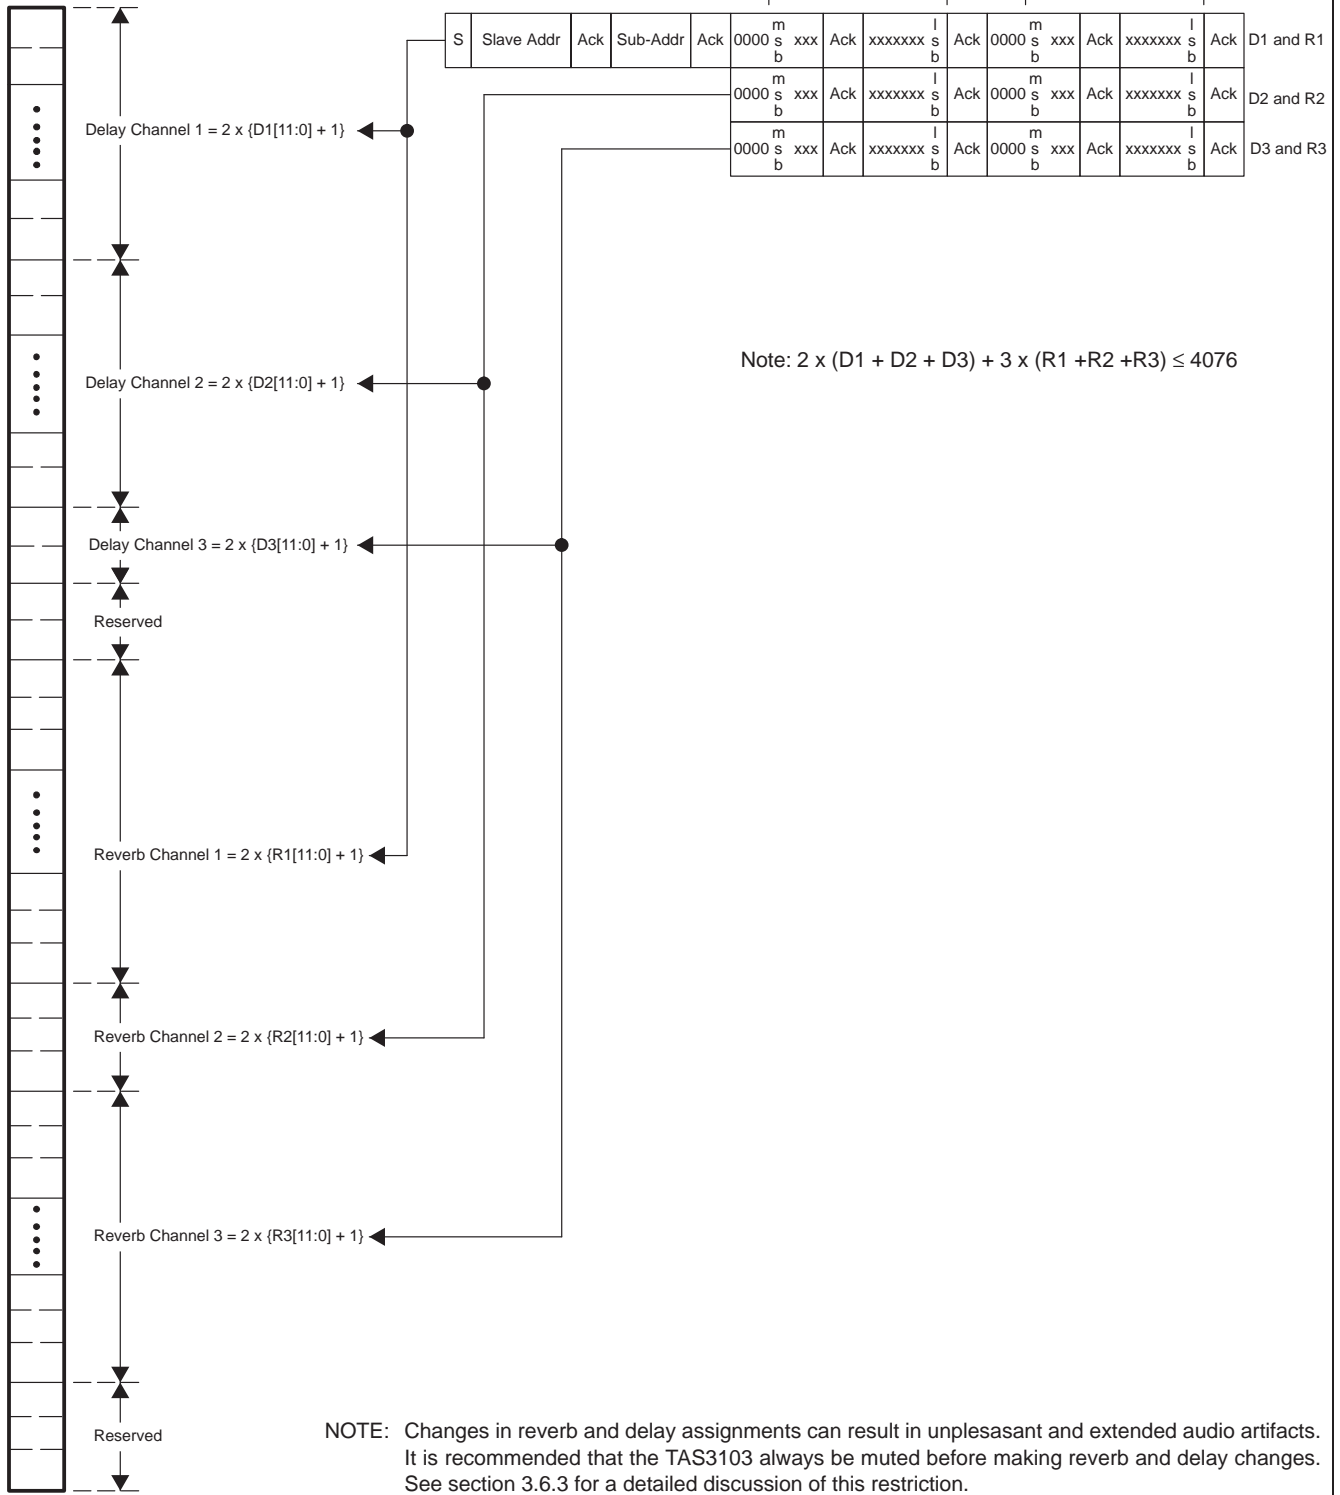 S Slave Addr Ack Sub-Addr Ack 0000 msb xxx Ack xxxxxxx lsb Ack 0000 msb xxx Ack xxxxxxx lsb Ack D1 and R1
0000 msb xxx Ack xxxxxxx lsb Ack 0000 msb xxx Ack xxxxxxx lsb Ack D2 and R2
0000 msb xxx Ack xxxxxxx lsb Ack 0000 msb xxx Ack xxxxxxx lsb Ack D3 and R3
Delay Channel 1 = 2 x {D1[11:0] + 1}
Note: 2 x (D1 + D2 + D3) + 3 x (R1 +R2 +R3) ≤ 4076
Delay Channel 2 = 2 x {D2[11:0] + 1}
Delay Channel 3 = 2 x {D3[11:0] + 1}
Reserved
Reverb Channel 1 = 2 x {R1[11:0] + 1}
Reverb Channel 2 = 2 x {R2[11:0] + 1}
Reverb Channel 3 = 2 x {R3[11:0] + 1}
Reserved
NOTE: Changes in reverb and delay assignments can result in unplesasant and extended audio artifacts.
It is recommended that the TAS3103 always be muted before making reverb and delay changes.
See section 3.6.3 for a detailed discussion of this restriction.